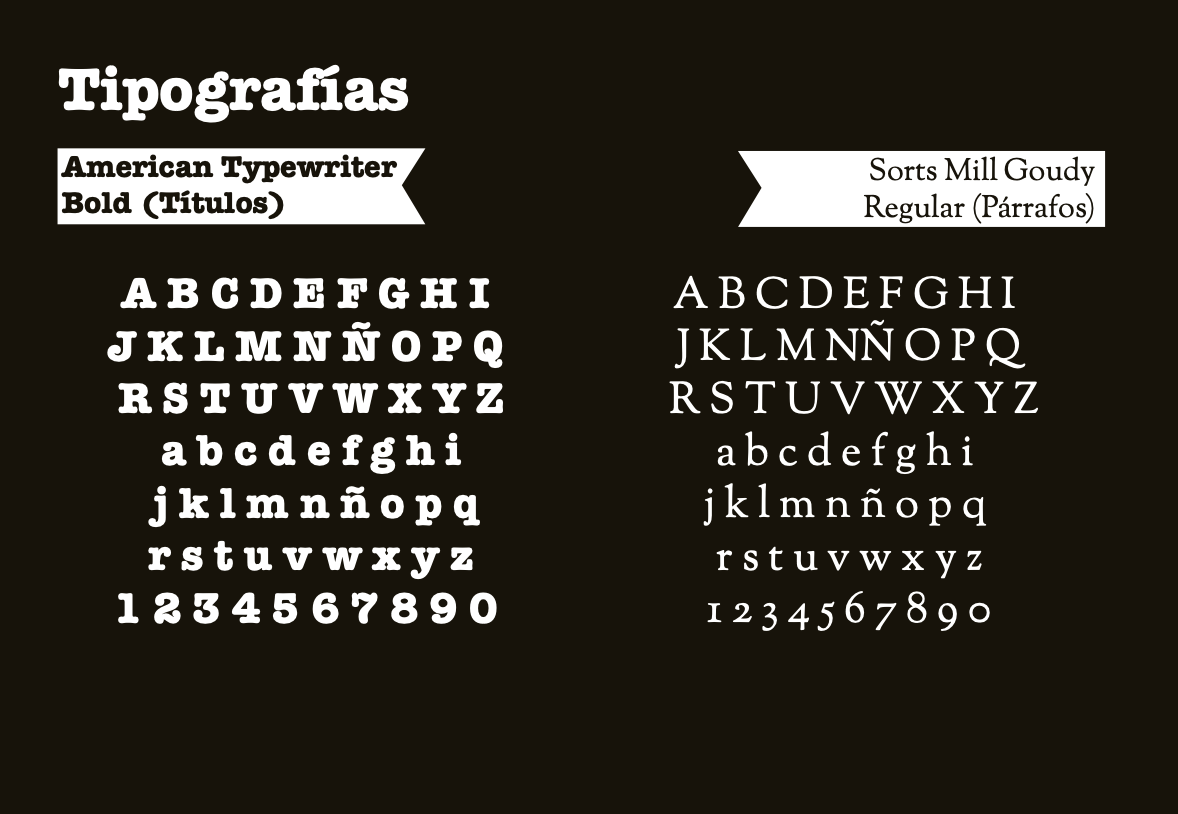 Tipografías
American Typewriter
Bold (Títulos)
A B C D E F G H I
J K L M N Ñ O P Q
R S T U V W X Y Z
a b c d e f g h i
j k l m n ñ o p q
r s t u v w x y z
1 2 3 4 5 6 7 8 9 0
Sorts Mill Goudy
Regular (Párrafos)
A B C D E F G H I
J K L M N Ñ O P Q
R S T U V W X Y Z
a b c d e f g h i
j k l m n ñ o p q
r s t u v w x y z
1 2 3 4 5 6 7 8 9 0